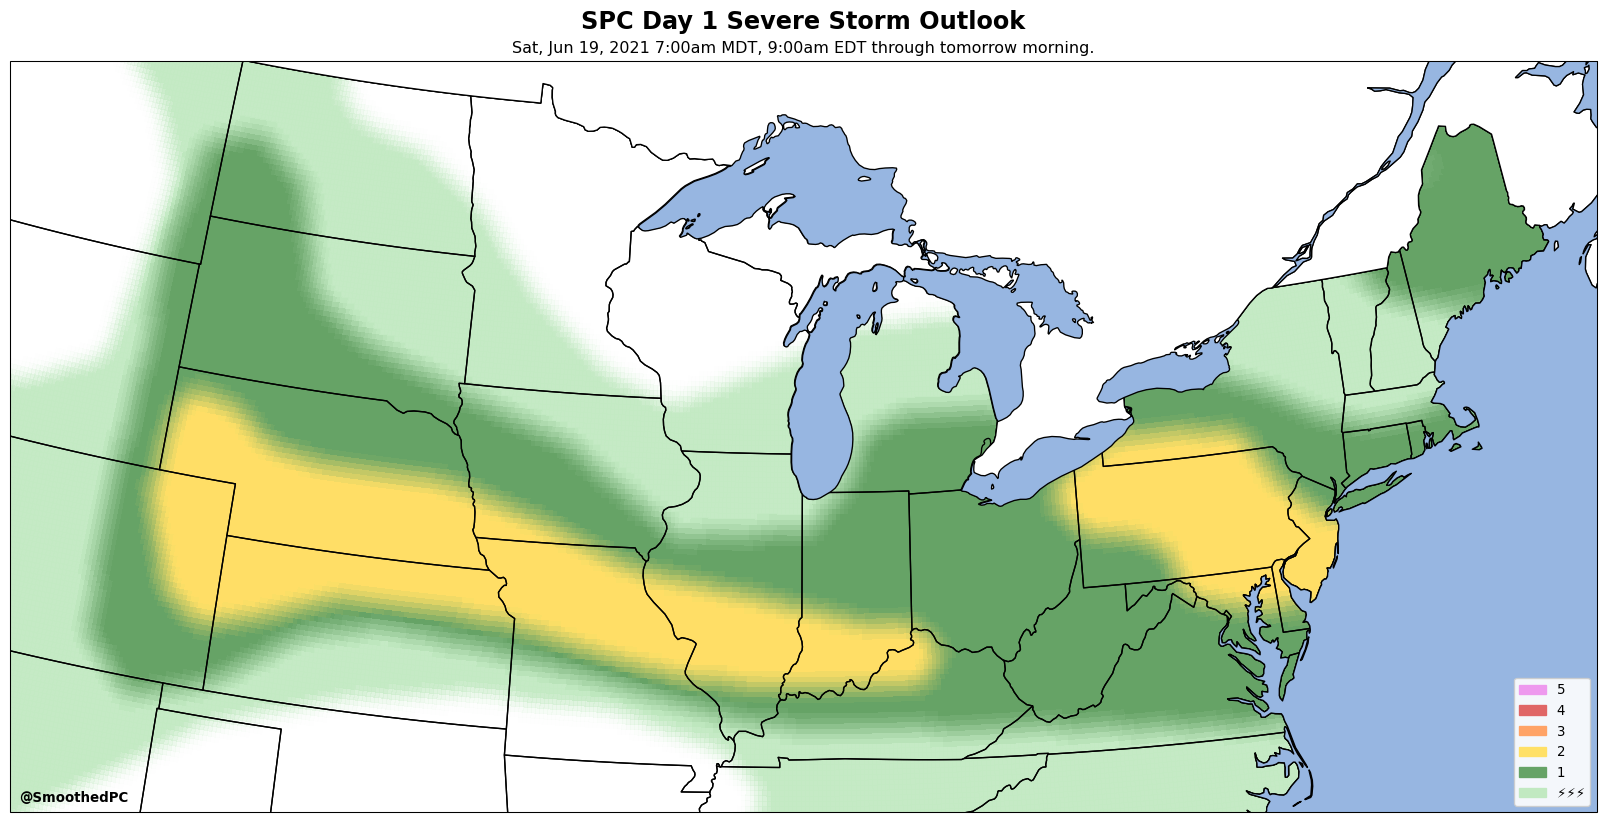 SPC Day 1 Severe Storm Outlook
Sat, Jun 19, 2021 7:00am MDT, 9:00am EDT through tomorrow morning.
5
4
3
2
1
⚡⚡⚡
@SmoothedPC